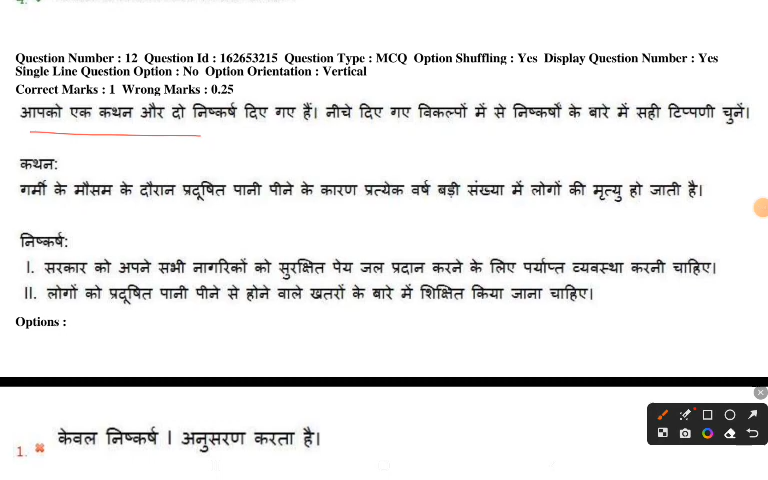 Question Number : 12 Question Id : 162653215 Question Type : MCQ Option Shuffling : Yes Display Question Number : Yes
Single Line Question Option : No Option Orientation : Vertical
Correct Marks : 1 Wrong Marks : 0.25
आपको एक कथन और दो निष्कर्ष दिए गए हैं। नीचे दिए गए विकल्पों में से निष्कर्षों के बारे में सही टिप्पणी चुनें।
कथन:
गर्मी के मौसम के दौरान प्रदूषित पानी पीने के कारण प्रत्येक वर्ष बड़ी संख्या में लोगों की मृत्यु हो जाती है।
निष्कर्ष:
I. सरकार को अपने सभी नागरिकों को सुरक्षित पेय जल प्रदान करने के लिए पर्याप्त व्यवस्था करनी चाहिए।
II. लोगों को प्रदूषित पानी पीने से होने वाले खतरों के बारे में शिक्षित किया जाना चाहिए।
Options :
1. केवल निष्कर्ष I अनुसरण करता है।